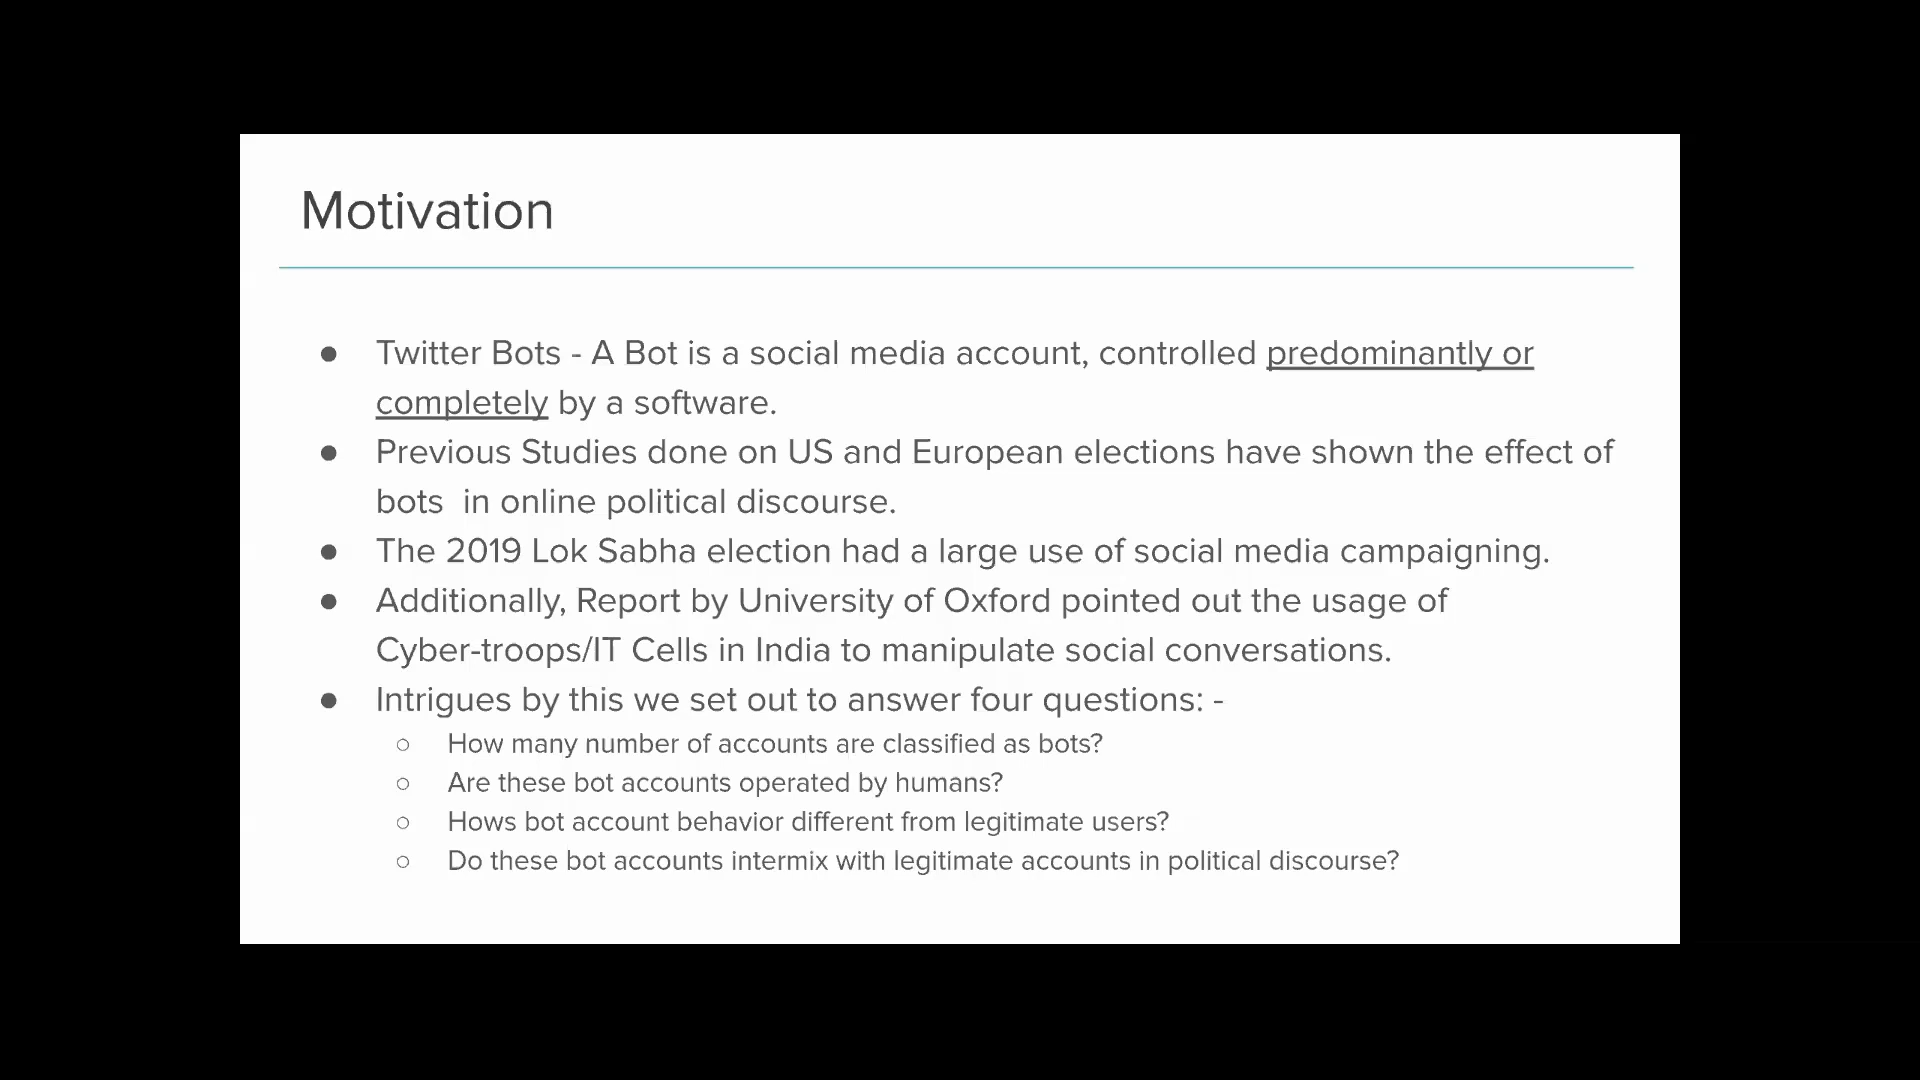 Motivation
● Twitter Bots - A Bot is a social media account, controlled predominantly or
completely by a software.
● Previous Studies done on US and European elections have shown the effect of
bots  in online political discourse.
● The 2019 Lok Sabha election had a large use of social media campaigning.
● Additionally, Report by University of Oxford pointed out the usage of
Cyber-troops/IT Cells in India to manipulate social conversations.
● Intrigues by this we set out to answer four questions: -
○ How many number of accounts are classified as bots?
○ Are these bot accounts operated by humans?
○ Hows bot account behavior different from legitimate users?
○ Do these bot accounts intermix with legitimate accounts in political discourse?